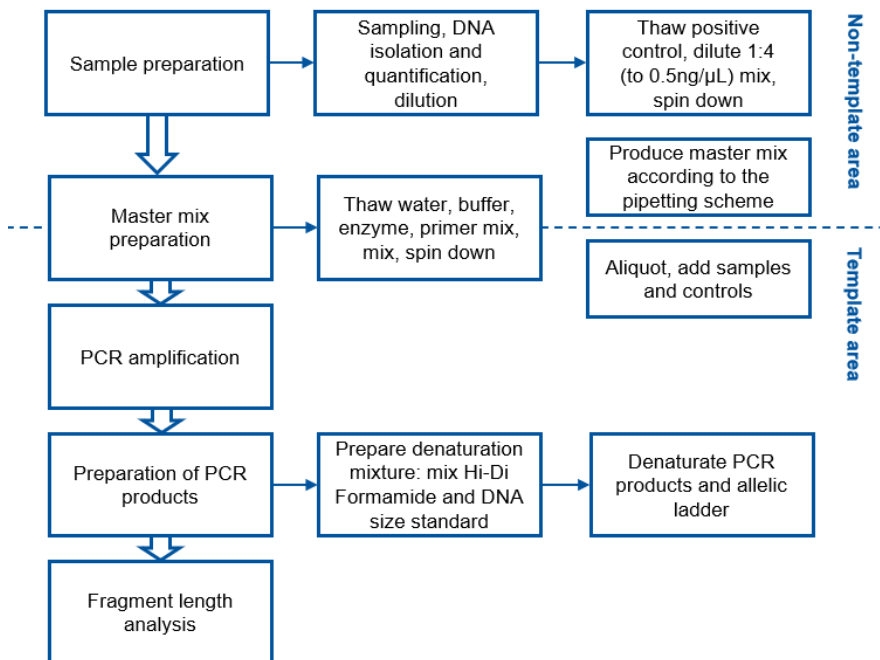 Sample preparation
Sampling, DNA
isolation and
quantification,
dilution
Thaw positive
control, dilute 1:4
(to 0.5ng/µL) mix,
spin down
Non-template area
Produce master mix
according to the
pipetting scheme
Master mix
preparation
Thaw water, buffer,
enzyme, primer mix,
mix, spin down
Aliquot, add samples
and controls
Template area
PCR amplification
Preparation of PCR
products
Prepare denaturation
mixture: mix Hi-Di
Formamide and DNA
size standard
Denaturate PCR
products and allelic
ladder
Fragment length
analysis